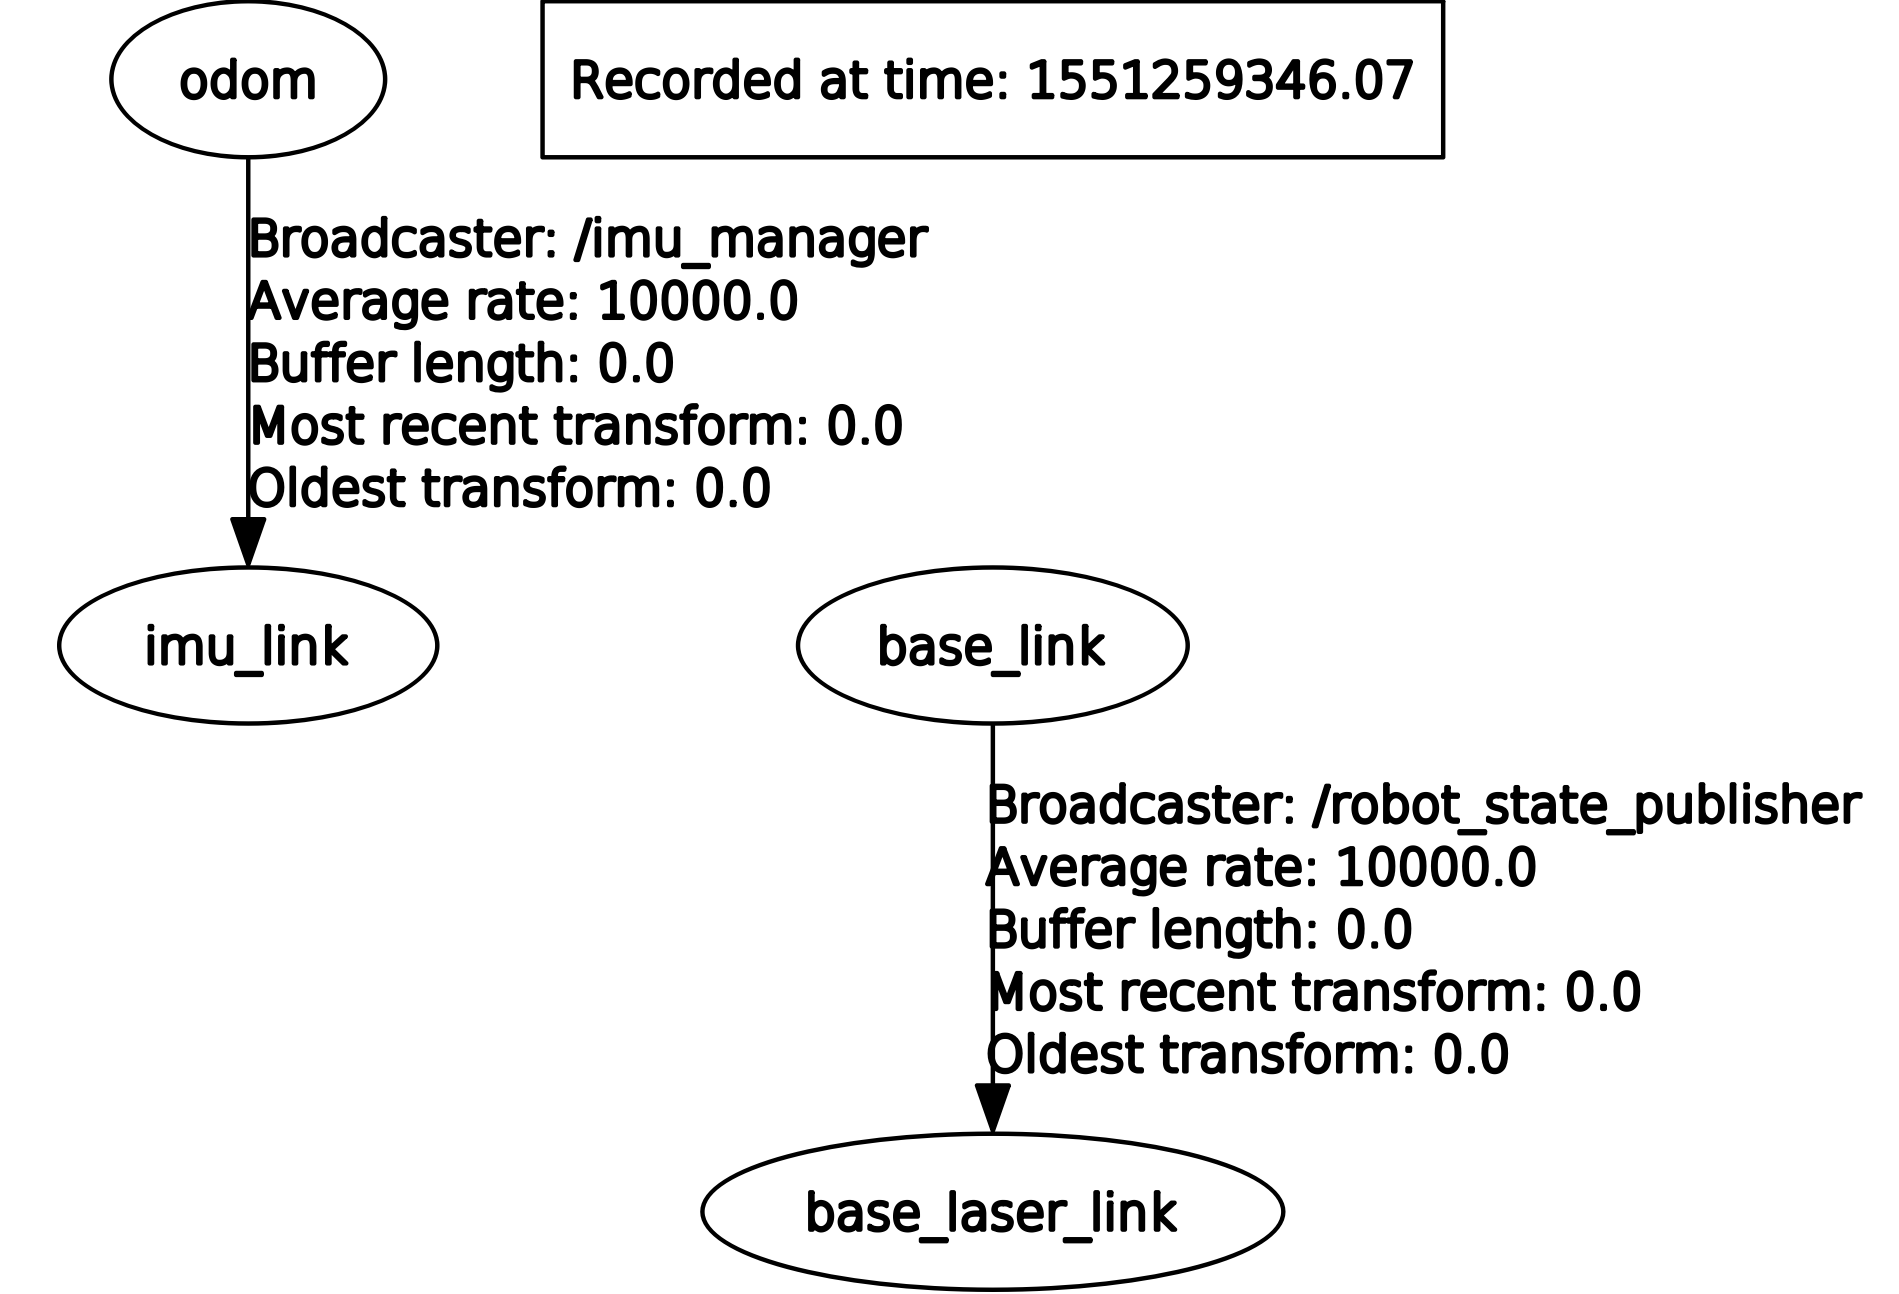 odom
Recorded at time: 1551259346.07
Broadcaster: /imu_manager
Average rate: 10000.0
Buffer length: 0.0
Most recent transform: 0.0
Oldest transform: 0.0
imu_link
base_link
Broadcaster: /robot_state_publisher
Average rate: 10000.0
Buffer length: 0.0
Most recent transform: 0.0
Oldest transform: 0.0
base_laser_link